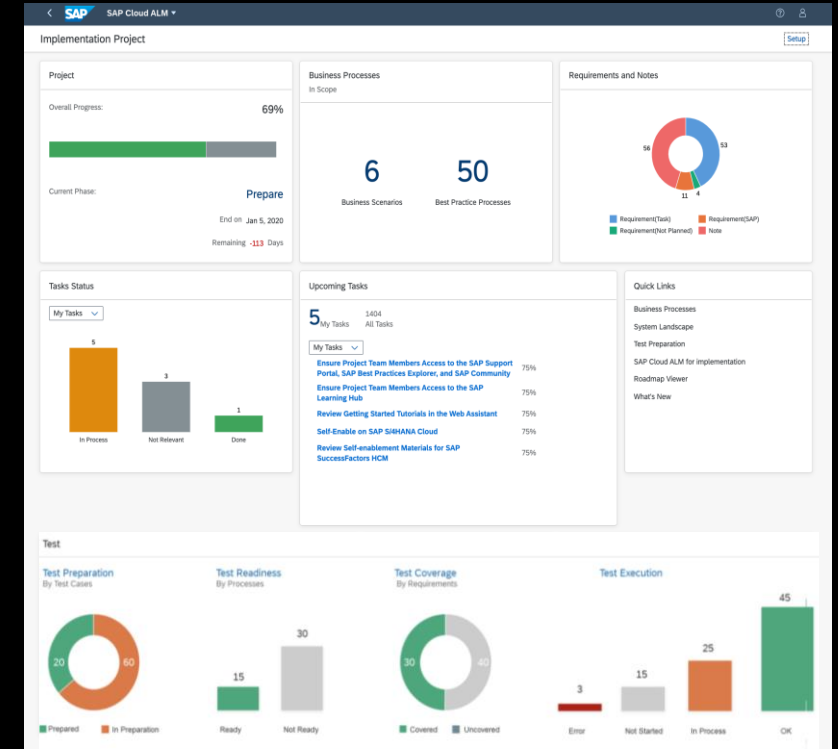 SAP
SAP Cloud ALM
Implementation Project
Setup
Project
Overall Progress:
69%
Current Phase:
Prepare
End on Jan 5, 2020
Remaining -113 Days
Business Processes
In Scope
6
50
Business Scenarios
Best Practice Processes
Requirements and Notes
56
53
11
4
Requirement(Task)
Requirement(SAP)
Requirement(Not Planned)
Note
Tasks Status
My Tasks
5
3
1
In Process
Not Relevant
Done
Upcoming Tasks
5 My Tasks
1404
All Tasks
My Tasks
Ensure Project Team Members Access to the SAP Support
Portal, SAP Best Practices Explorer, and SAP Community
75%
Ensure Project Team Members Access to the SAP
Learning Hub
75%
Review Getting Started Tutorials in the Web Assistant
75%
Self-Enable on SAP S/4HANA Cloud
75%
Review Self-enablement Materials for SAP
SuccessFactors HCM
75%
Quick Links
Business Processes
System Landscape
Test Preparation
SAP Cloud ALM for implementation
Roadmap Viewer
What's New
Test
Test Preparation
By Test Cases
20
60
Prepared
In Preparation
Test Readiness
By Processes
15
30
Ready
Not Ready
Test Coverage
By Requirements
30
40
Covered
Uncovered
Test Execution
3
15
25
45
Error
Not Started
In Process
OK